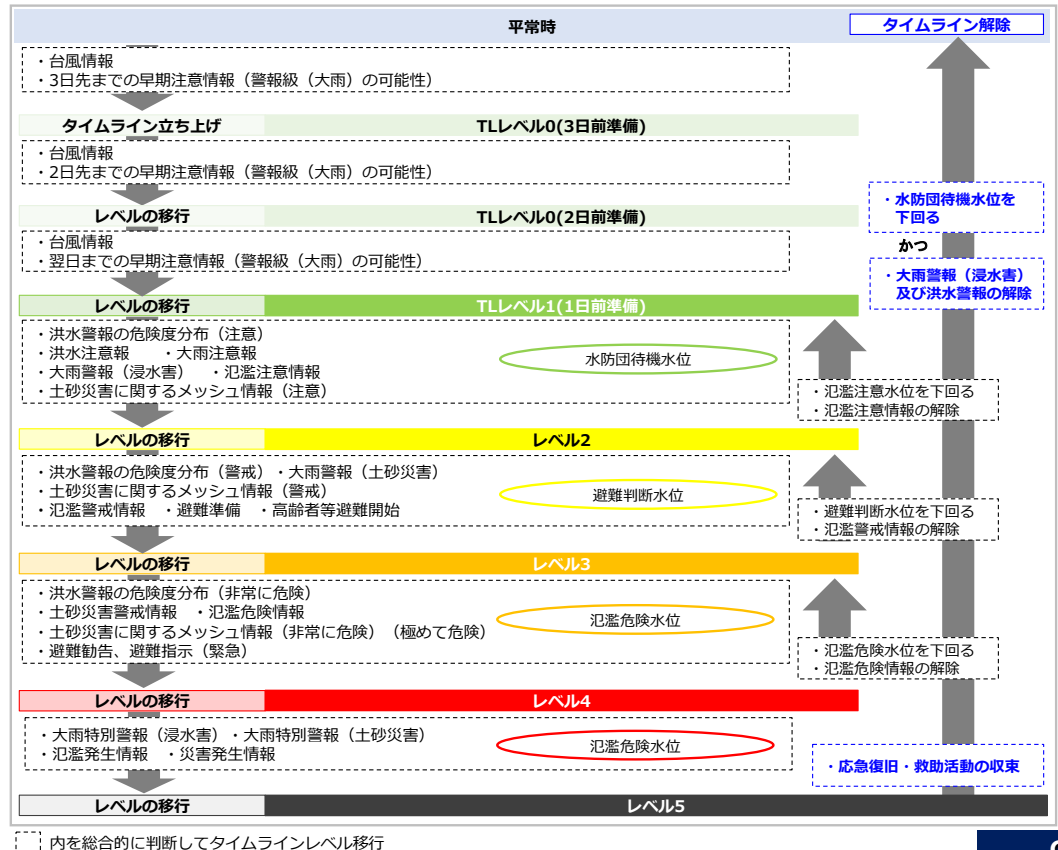 平常時
タイムライン解除
・台風情報
・3日先までの早期注意情報（警報級（大雨）の可能性）
タイムライン立ち上げ
TLレベル0(3日前準備)
・台風情報
・2日先までの早期注意情報（警報級（大雨）の可能性）
レベルの移行
TLレベル0(2日前準備)
・台風情報
・翌日までの早期注意情報（警報級（大雨）の可能性）
・水防団待機水位を
下回る
かつ
・大雨警報（浸水害）
及び洪水警報の解除
レベルの移行
TLレベル1(1日前準備)
・洪水警報の危険度分布（注意）
・洪水注意報　・大雨注意報
・大雨警報（浸水害）　・氾濫注意情報
・土砂災害に関するメッシュ情報（注意）
水防団待機水位
・氾濫注意水位を下回る
・氾濫注意情報の解除
レベルの移行
レベル2
・洪水警報の危険度分布（警戒）・大雨警報（土砂災害）
・土砂災害に関するメッシュ情報（警戒）
・氾濫警戒情報　・避難準備　・高齢者等避難開始
避難判断水位
・避難判断水位を下回る
・氾濫警戒情報の解除
レベルの移行
レベル3
・洪水警報の危険度分布（非常に危険）
・土砂災害警戒情報　・氾濫危険情報
・土砂災害に関するメッシュ情報（非常に危険）（極めて危険）
・避難勧告、避難指示（緊急）
氾濫危険水位
・氾濫危険水位を下回る
・氾濫危険情報の解除
レベルの移行
レベル4
・大雨特別警報（浸水害）・大雨特別警報（土砂災害）
・氾濫発生情報　・災害発生情報
氾濫危険水位
・応急復旧・救助活動の収束
レベルの移行
レベル5
内を総合的に判断してタイムラインレベル移行